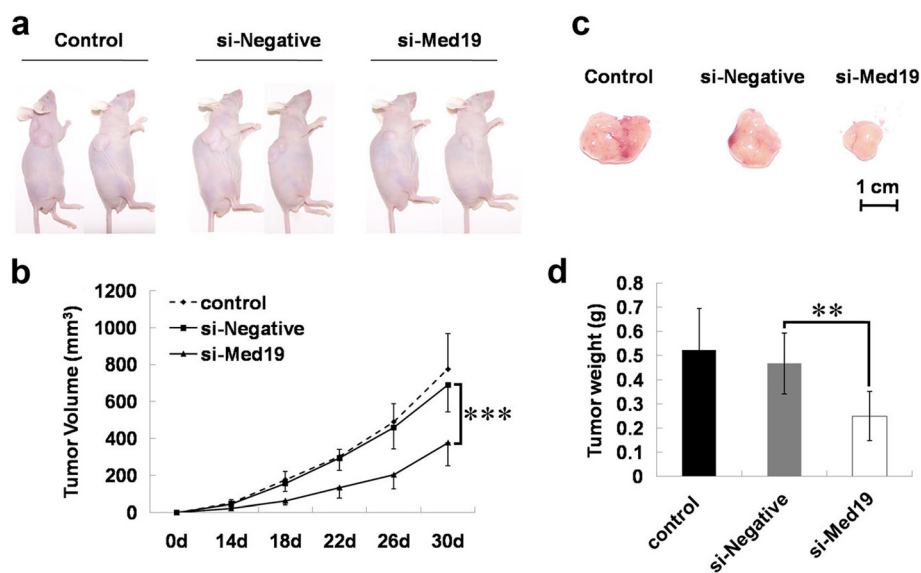 a
Control si-Negative si-Med19
c
Control si-Negative si-Med19
1 cm
b
Tumor Volume (mm³)
1200
1000
800
600
400
200
0
control
si-Negative
si-Med19
***
0d 14d 18d 22d 26d 30d
d
Tumor weight (g)
0.8
0.7
0.6
0.5
0.4
0.3
0.2
0.1
0
**
control si-Negative si-Med19